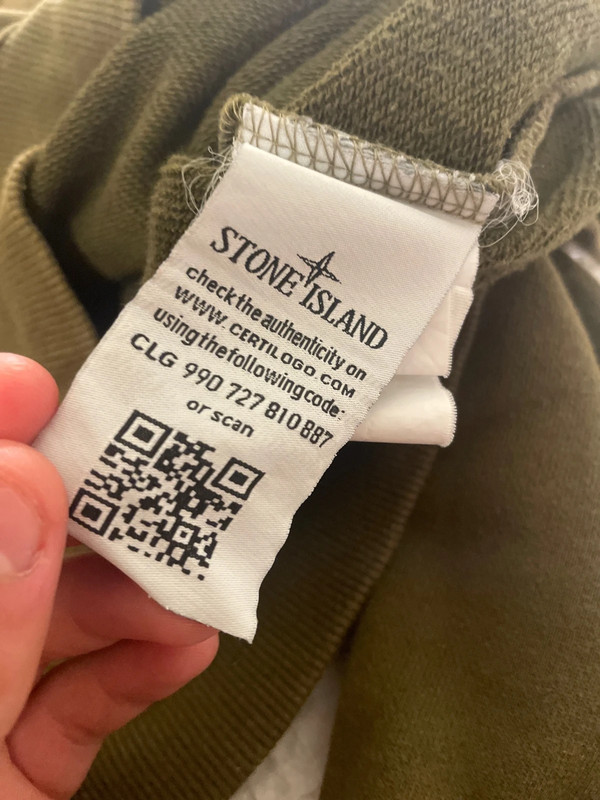 STONE ISLAND
check the authenticity on
WWW.CERTILOGO.COM
using the following code:
CLG 99D 727 810 887
or scan